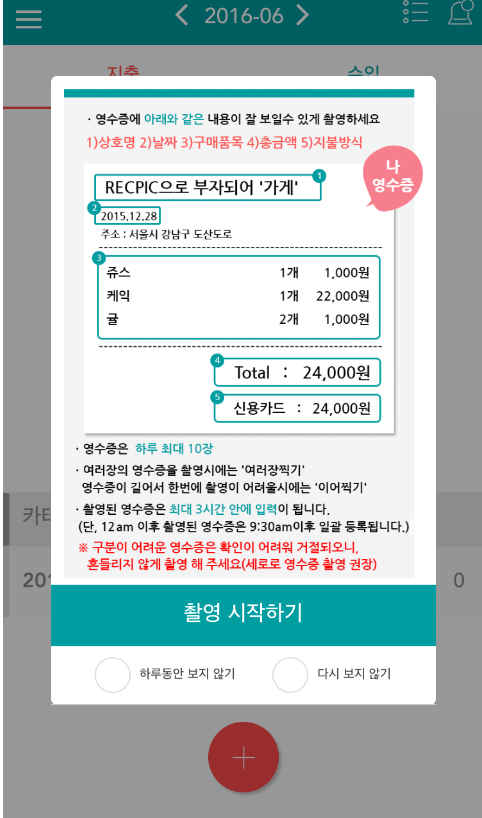 2016-06
지출 수입
· 영수증에 아래와 같은 내용이 잘 보일수 있게 촬영하세요
1)상호명 2)날짜 3)구매품목 4)총금액 5)지불방식
나
영수증
1
RECPIC으로 부자되어 '가게'
2
2015.12.28
주소 : 서울시 강남구 도산도로
3
쥬스 1개 1,000원
케익 1개 22,000원
귤 2개 1,000원
4
Total : 24,000원
5
신용카드 : 24,000원
· 영수증은 하루 최대 10장
· 여러장의 영수증을 촬영시에는 '여러장찍기'
영수증이 길어서 한번에 촬영이 어려울시에는 '이어찍기'
· 촬영된 영수증은 최대 3시간 안에 입력이 됩니다.
(단, 12am 이후 촬영된 영수증은 9:30am이후 일괄 등록됩니다.)
※ 구분이 어려운 영수증은 확인이 어려워 거절되오니,
흔들리지 않게 촬영 해 주세요(세로로 영수증 촬영 권장)
카테
201 0
촬영 시작하기
하루동안 보지 않기 다시 보지 않기